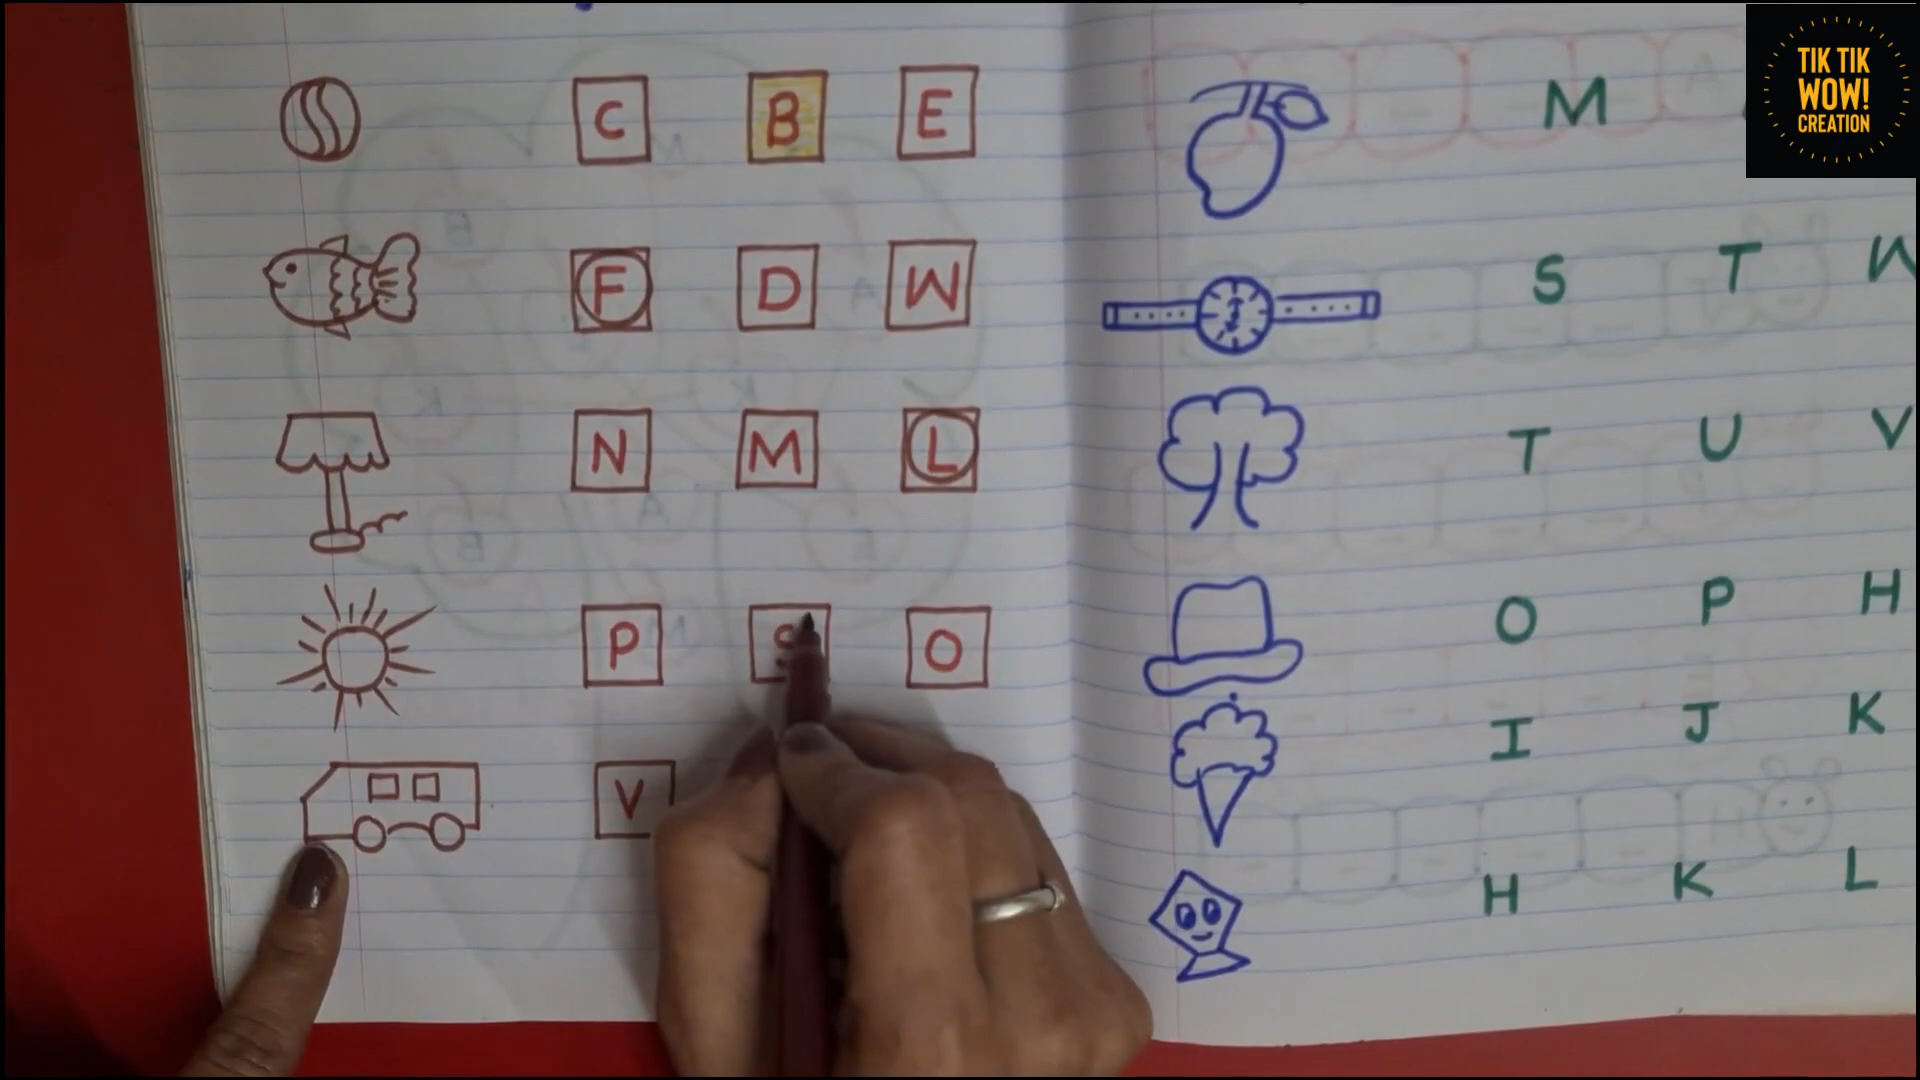 C B E
F D W
N M L
P S O
V
M
S T W
T U V
O P H
I J K
H K L
TIK TIK
WOW!
CREATION